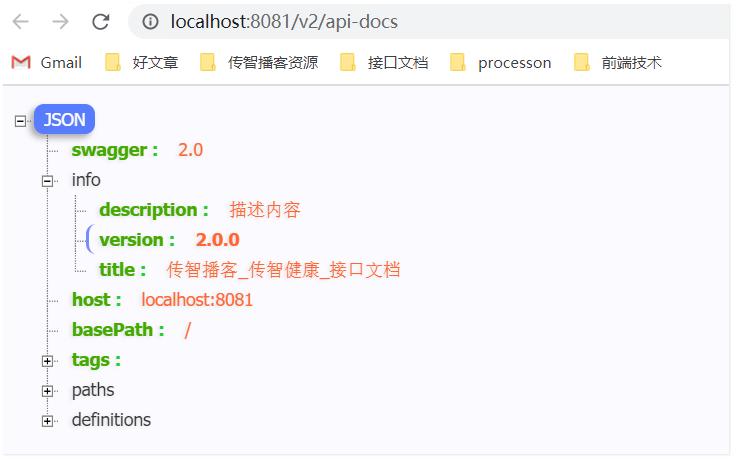 localhost:8081/v2/api-docs
Gmail 好文章 传智播客资源 接口文档 processon 前端技术
JSON
swagger : 2.0
info
description : 描述内容
version : 2.0.0
title : 传智播客_传智健康_接口文档
host : localhost:8081
basePath : /
tags :
paths
definitions